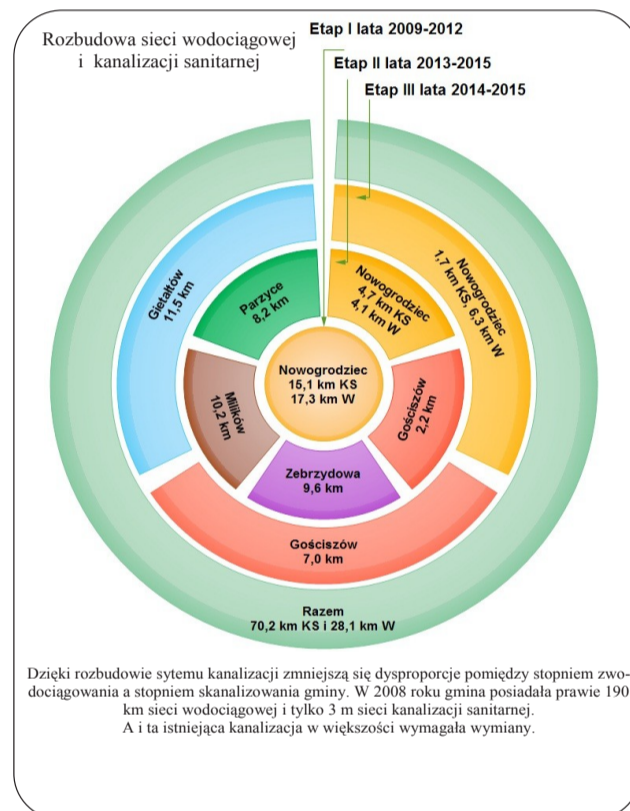 Rozbudowa sieci wodociągowej
i kanalizacji sanitarnej
Etap I lata 2009-2012
Etap II lata 2013-2015
Etap III lata 2014-2015
Gietałtów
11,5 km
Nowogrodziec
1,7 km KS, 6,3 km W
Parzyce
8,2 km
Nowogrodziec
4,7 km KS
4,1 km W
Nowogrodziec
15,1 km KS
17,3 km W
Milików
10,2 km
Gościszów
2,2 km
Zebrzydowa
9,6 km
Gościszów
7,0 km
Razem
70,2 km KS i 28,1 km W
Dzięki rozbudowie sytemu kanalizacji zmniejszą się dysproporcje pomiędzy stopniem zwo-
dociągowania a stopniem skanalizowania gminy. W 2008 roku gmina posiadała prawie 190
km sieci wodociągowej i tylko 3 m sieci kanalizacji sanitarnej.
A i ta istniejąca kanalizacja w większości wymagała wymiany.